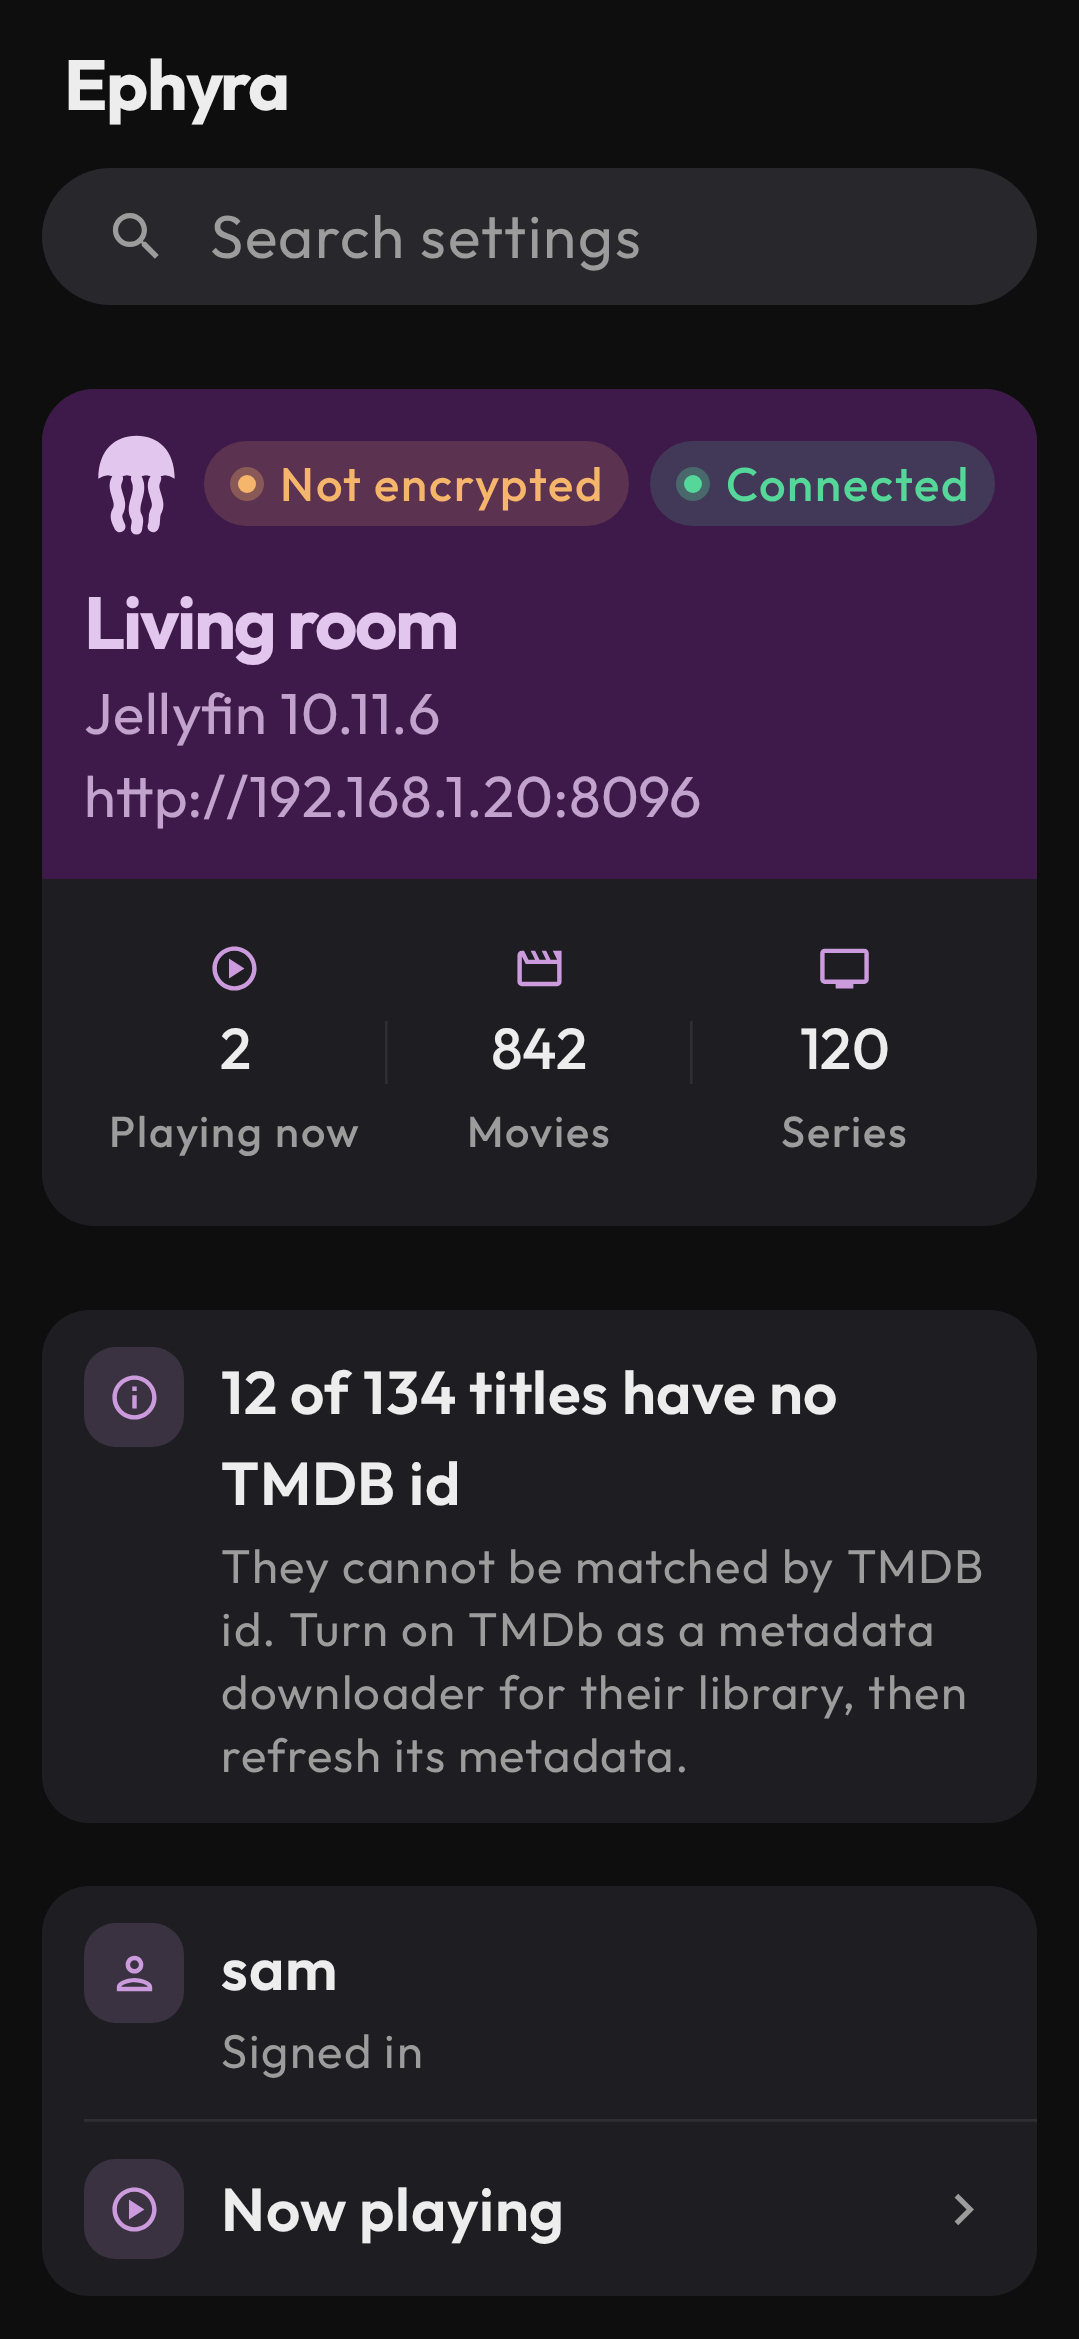 Ephyra
Search settings
Not encrypted
Connected
Living room
Jellyfin 10.11.6
http://192.168.1.20:8096
2
842
120
Playing now
Movies
Series
12 of 134 titles have no
TMDB id
They cannot be matched by TMDB
id. Turn on TMDb as a metadata
downloader for their library, then
refresh its metadata.
sam
Signed in
Now playing